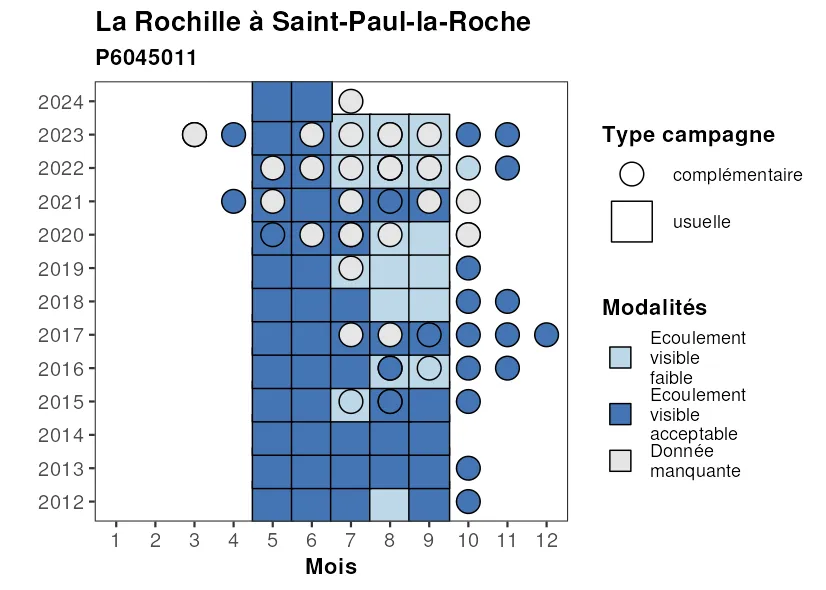 La Rochille à Saint-Paul-la-Roche
P6045011
2024
2023
2022
2021
2020
2019
2018
2017
2016
2015
2014
2013
2012
1 2 3 4 5 6 7 8 9 10 11 12
Mois
Type campagne
complémentaire
usuelle
Modalités
Ecoulement
visible
faible
Ecoulement
visible
acceptable
Donnée
manquante